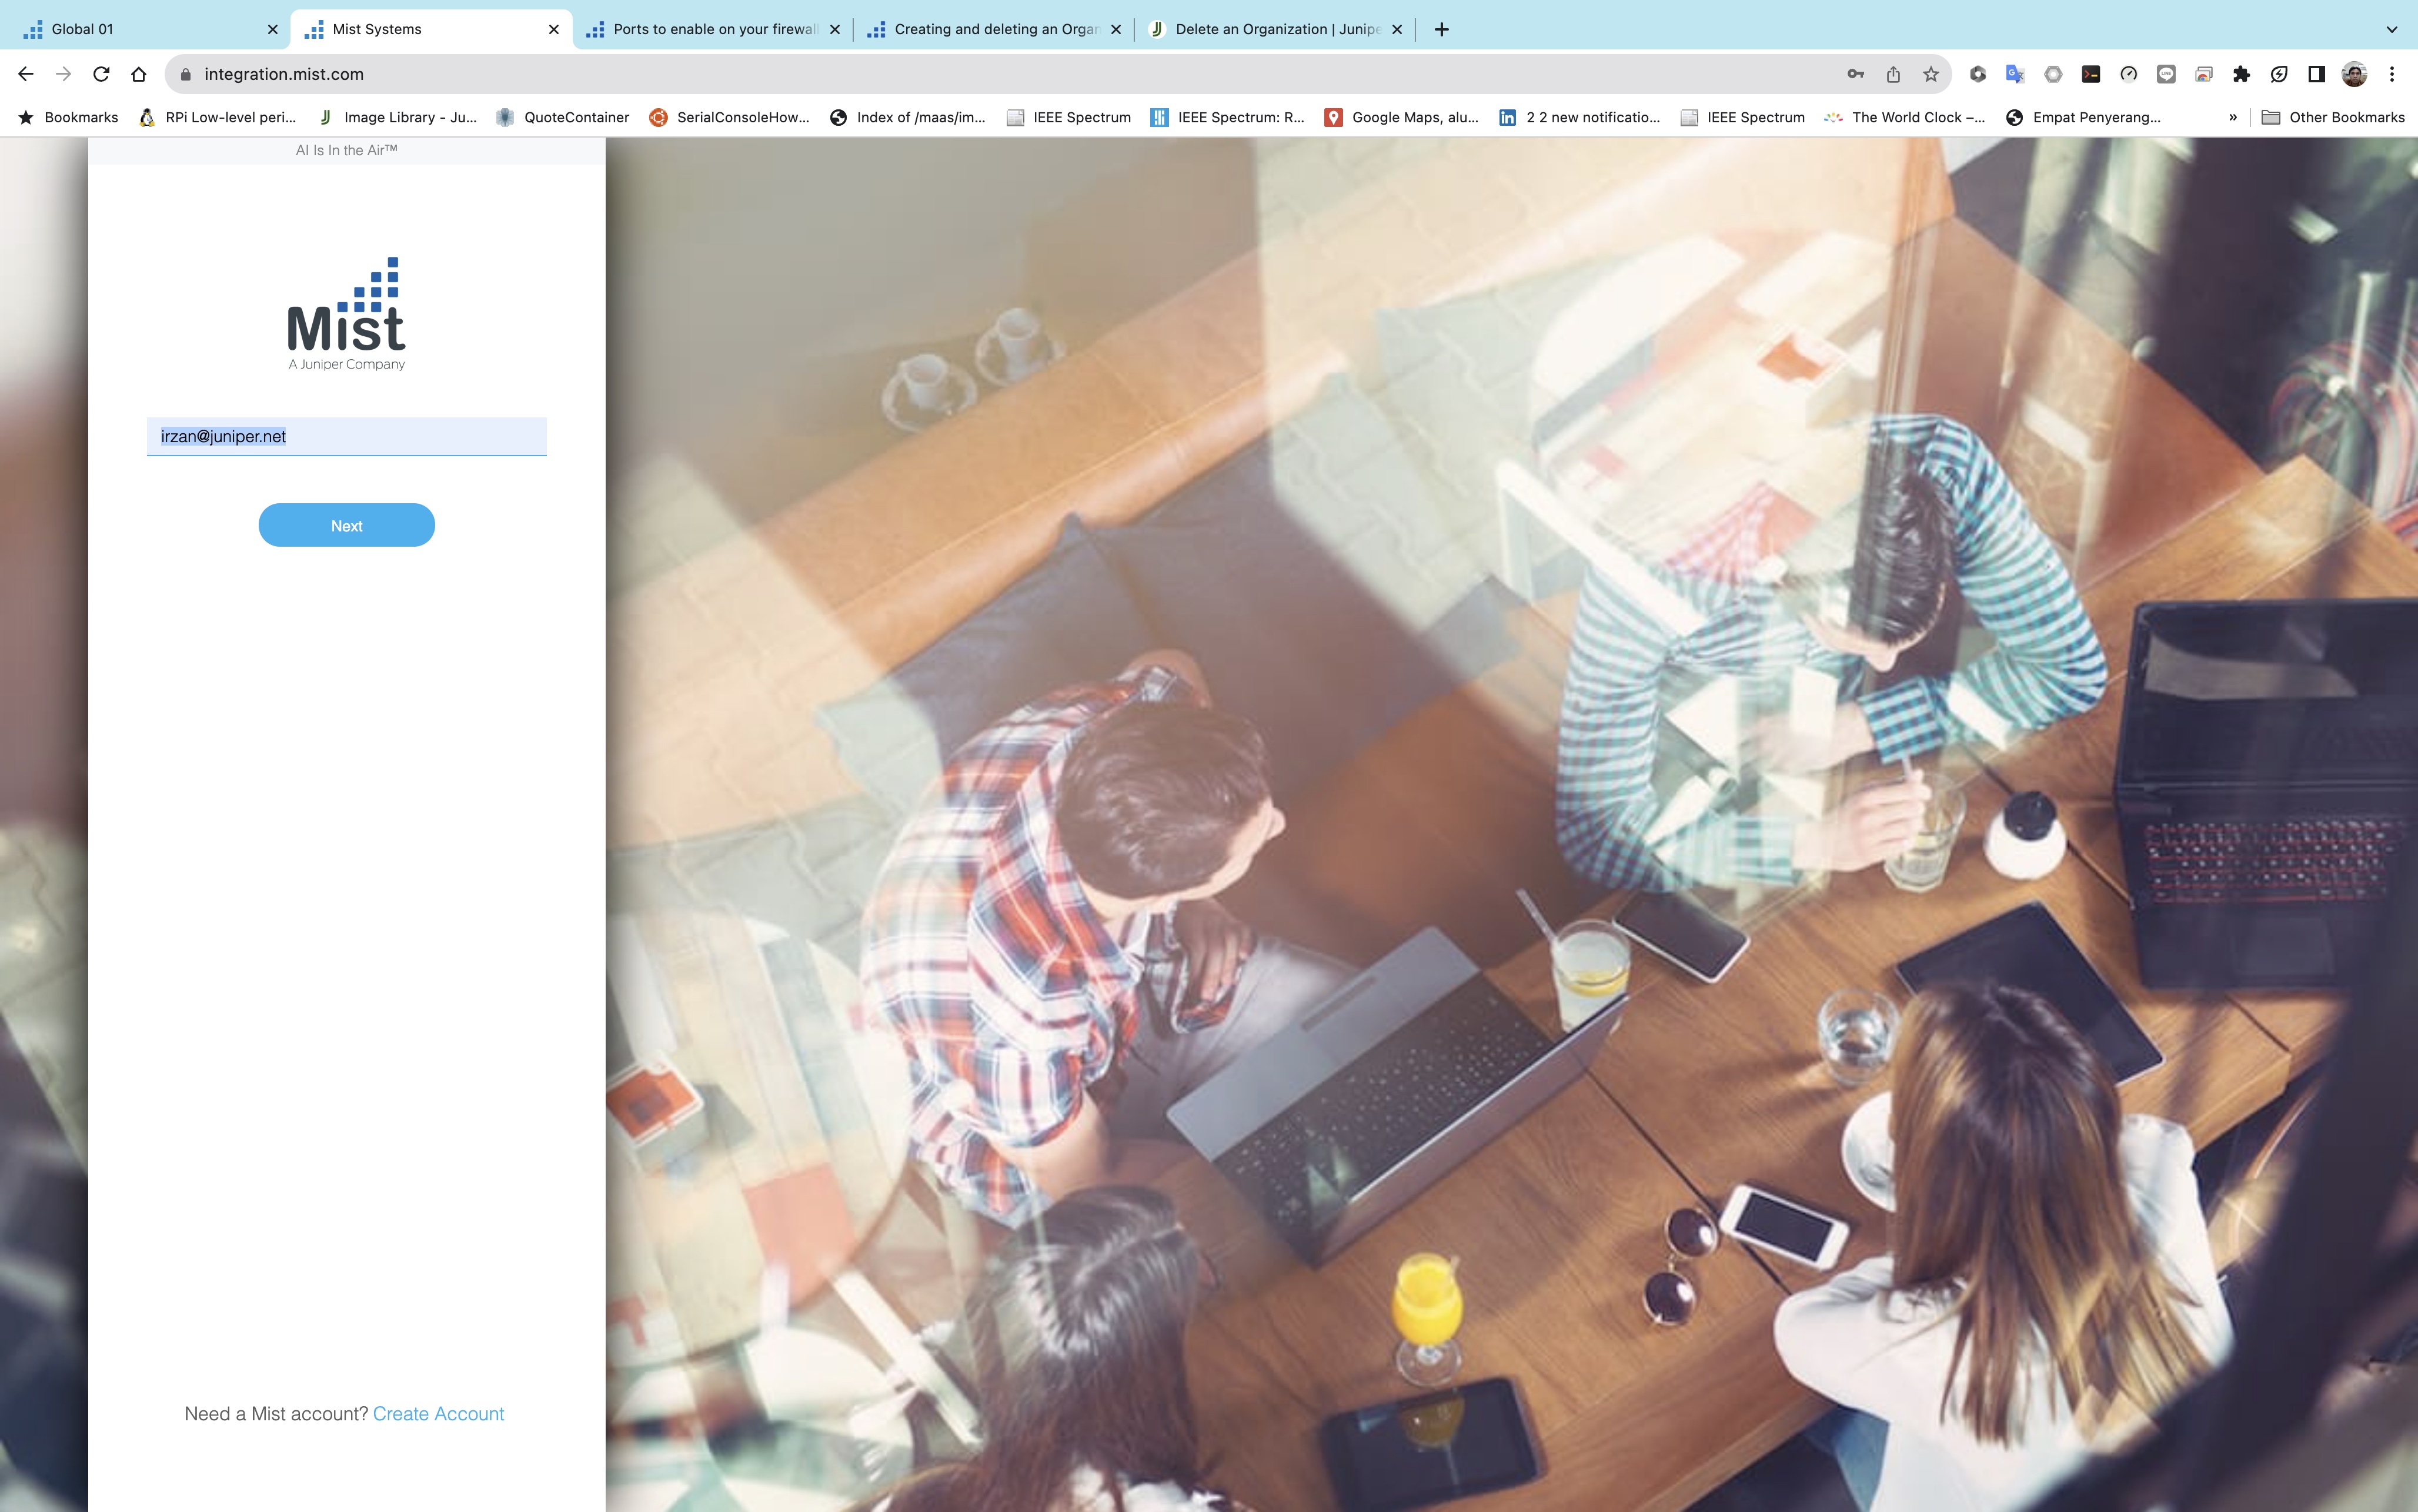 Global 01
Mist Systems
Ports to enable on your firewall
Creating and deleting an Organ
Delete an Organization | Junipe
integration.mist.com
Bookmarks
RPi Low-level peri...
Image Library - Ju...
QuoteContainer
SerialConsoleHow...
Index of /maas/im...
IEEE Spectrum
IEEE Spectrum: R...
Google Maps, alu...
2 2 new notificatio...
IEEE Spectrum
The World Clock –...
Empat Penyerang...
»
Other Bookmarks
AI Is In the Air™
Mist
A Juniper Company
irzan@juniper.net
Next
Need a Mist account? Create Account